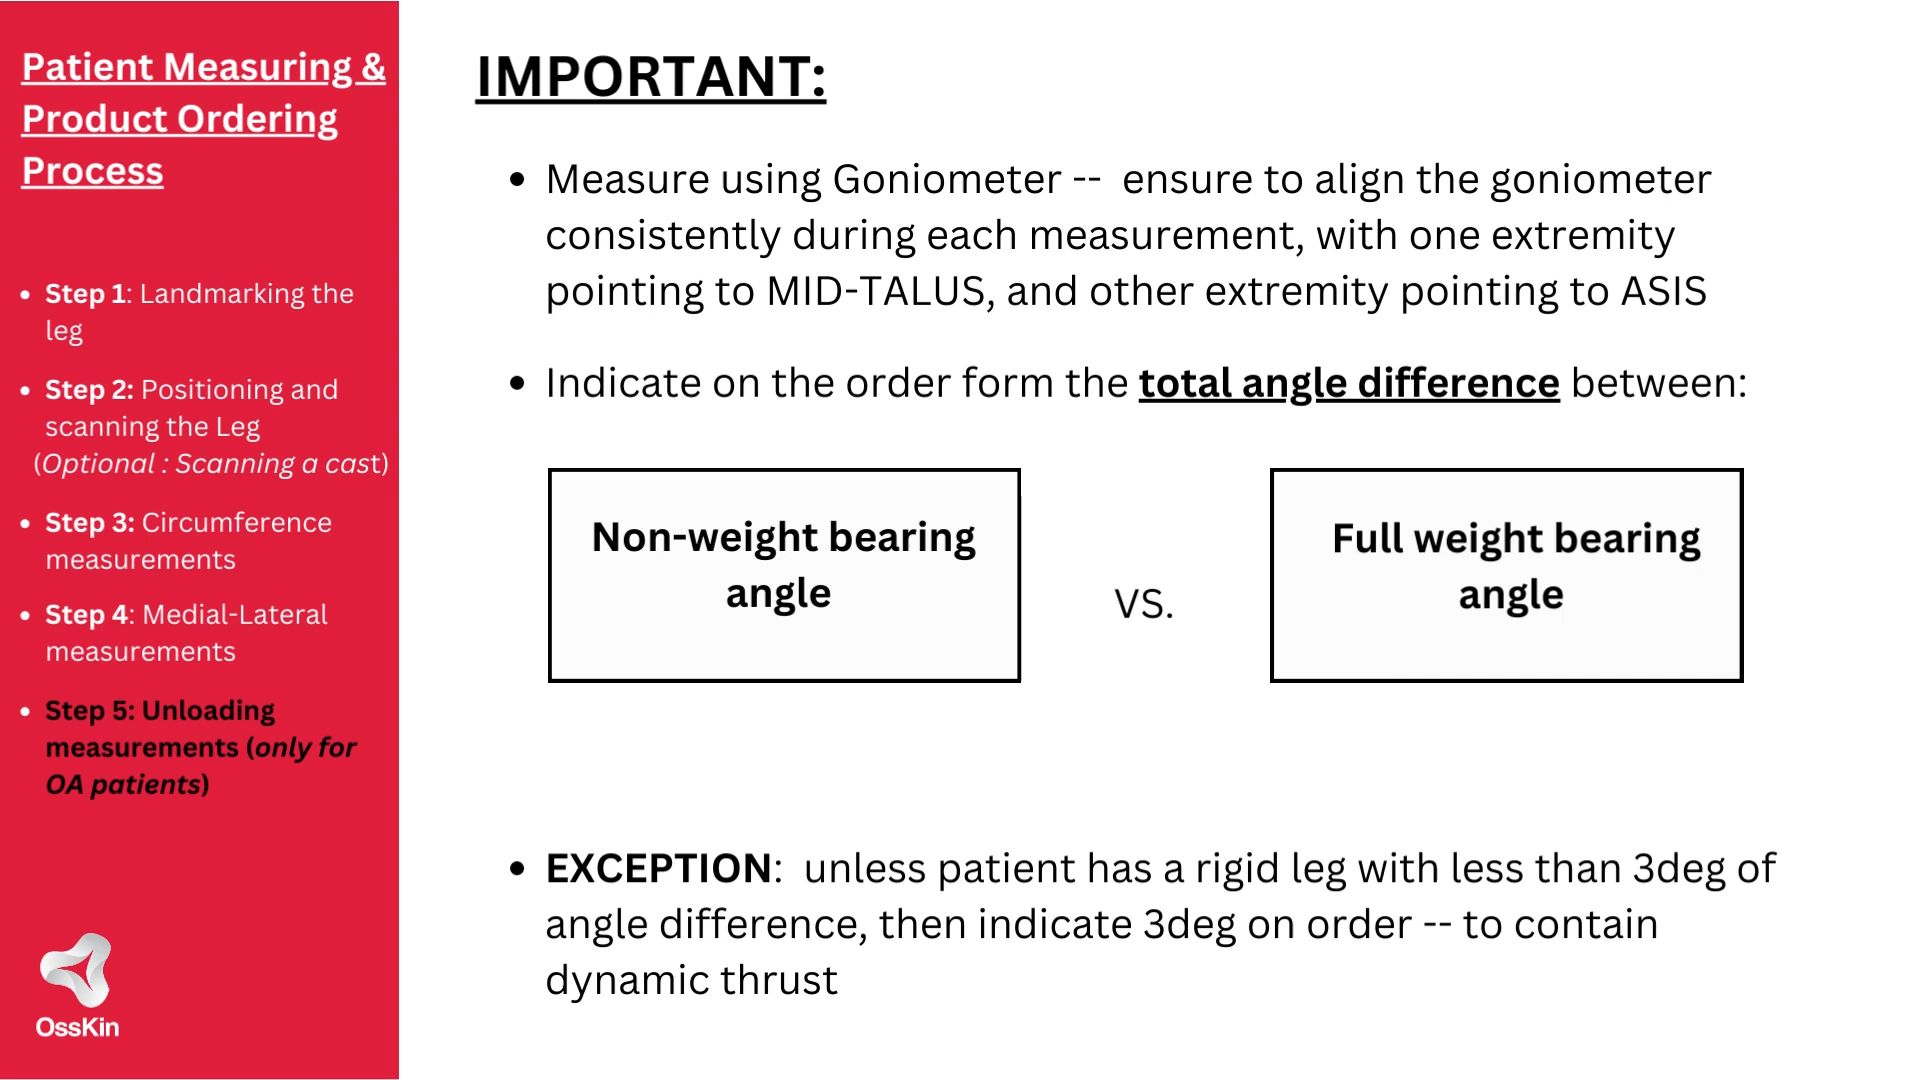 Patient Measuring &
Product Ordering
Process
• Step 1: Landmarking the
leg
• Step 2: Positioning and
scanning the Leg
(Optional : Scanning a cast)
• Step 3: Circumference
measurements
• Step 4: Medial-Lateral
measurements
• Step 5: Unloading
measurements (only for
OA patients)
OssKin
IMPORTANT:
• Measure using Goniometer --  ensure to align the goniometer
consistently during each measurement, with one extremity
pointing to MID-TALUS, and other extremity pointing to ASIS
• Indicate on the order form the total angle difference between:
Non-weight bearing
angle
VS.
Full weight bearing
angle
• EXCEPTION:  unless patient has a rigid leg with less than 3deg of
angle difference, then indicate 3deg on order -- to contain
dynamic thrust